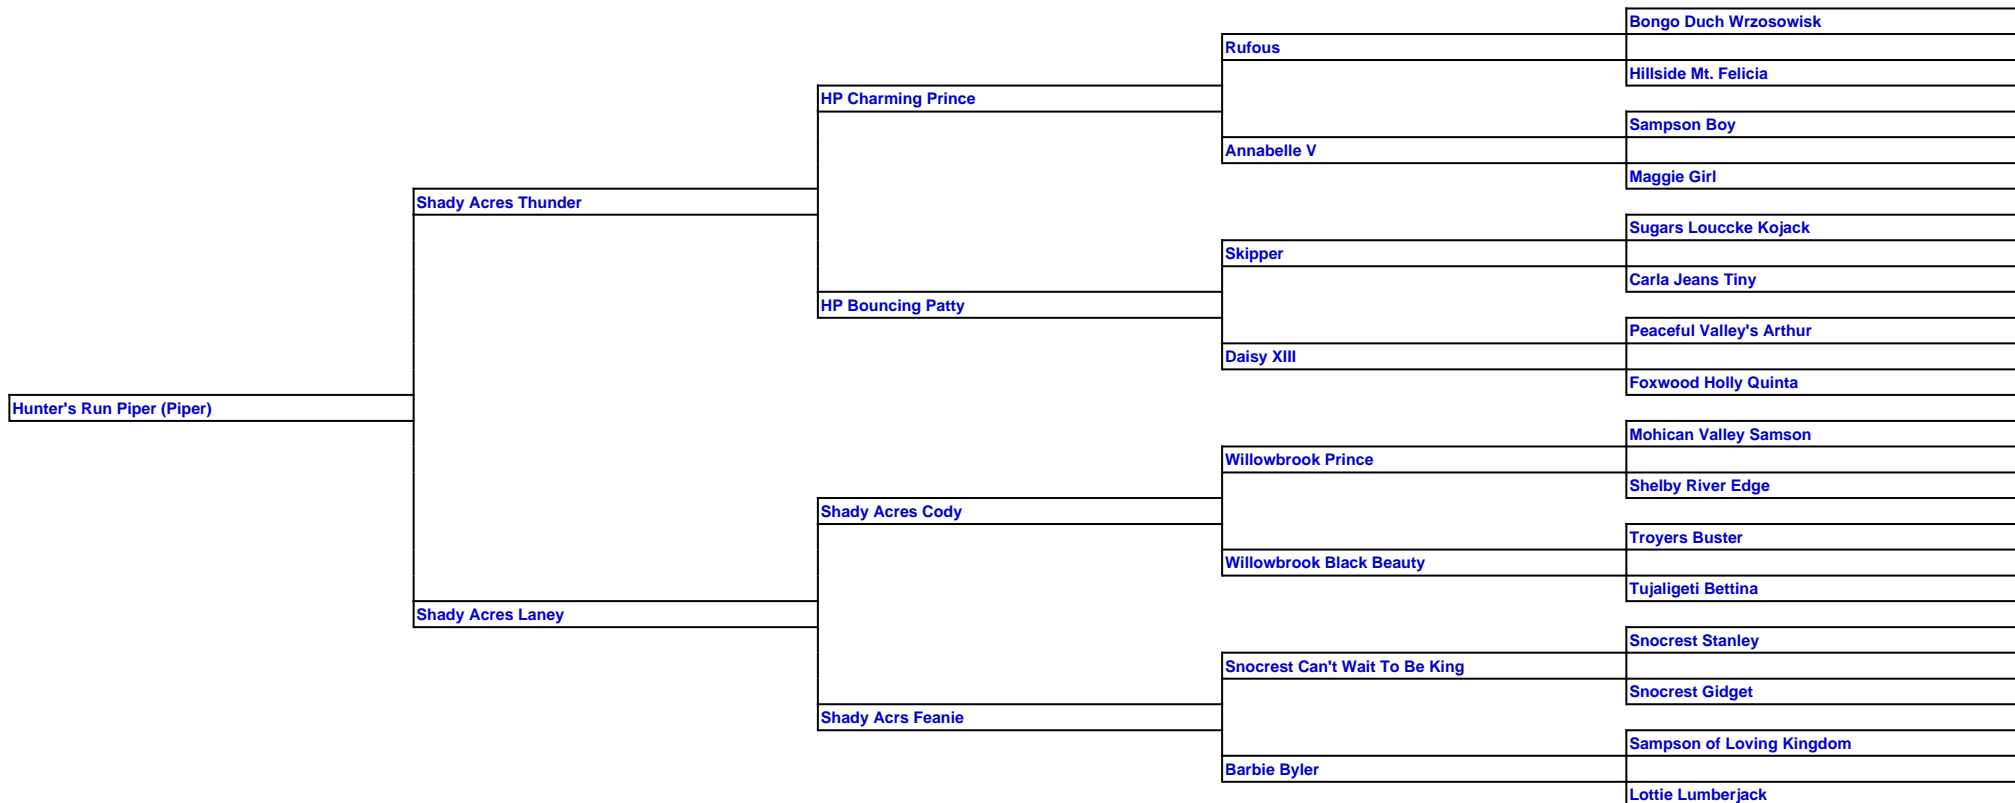 Bongo Duch Wrzosowisk
Rufous
Hillside Mt. Felicia
HP Charming Prince
Sampson Boy
Annabelle V
Maggie Girl
Shady Acres Thunder
Sugars Louccke Kojack
Skipper
Carla Jeans Tiny
HP Bouncing Patty
Peaceful Valley's Arthur
Daisy XIII
Foxwood Holly Quinta
Hunter's Run Piper (Piper)
Mohican Valley Samson
Willowbrook Prince
Shelby River Edge
Shady Acres Cody
Troyers Buster
Willowbrook Black Beauty
Tujaligeti Bettina
Shady Acres Laney
Snocrest Stanley
Snocrest Can't Wait To Be King
Snocrest Gidget
Shady Acrs Feanie
Sampson of Loving Kingdom
Barbie Byler
Lottie Lumberjack